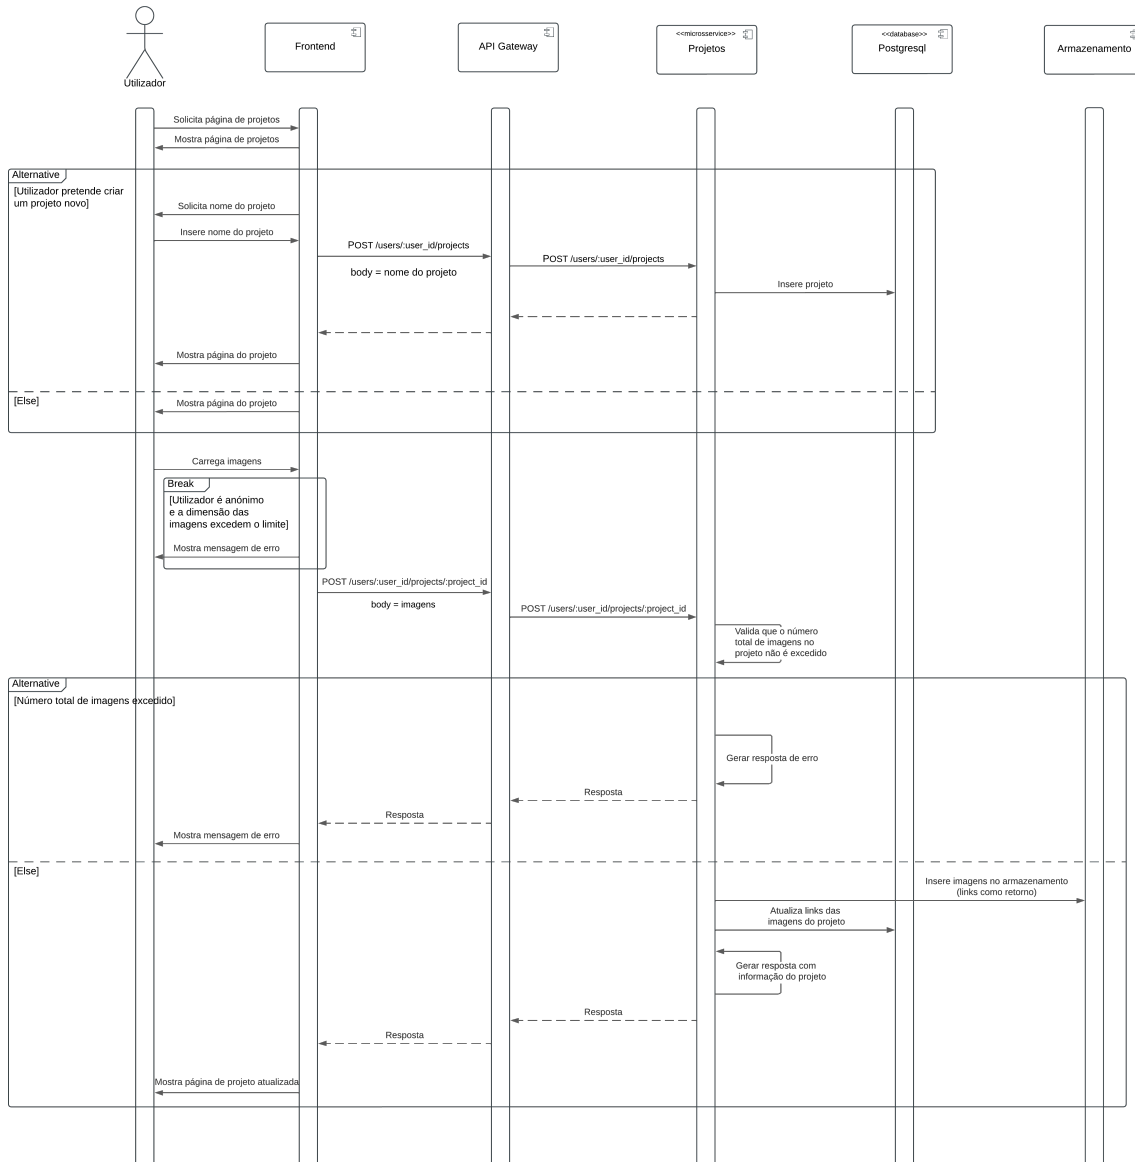 Utilizador
Frontend
API Gateway
<<microsservice>>
Projetos
<<database>>
Postgresql
Armazenamento
Solicita página de projetos
Mostra página de projetos
Alternative
[Utilizador pretende criar
um projeto novo]
Solicita nome do projeto
Insere nome do projeto
POST /users/:user_id/projects
body = nome do projeto
POST /users/:user_id/projects
Insere projeto
Mostra página do projeto
[Else]
Mostra página do projeto
Carrega imagens
Break
[Utilizador é anónimo
e a dimensão das
imagens excedem o limite]
Mostra mensagem de erro
POST /users/:user_id/projects/:project_id
body = imagens
POST /users/:user_id/projects/:project_id
Valida que o número
total de imagens no
projeto não é excedido
Alternative
[Número total de imagens excedido]
Gerar resposta de erro
Resposta
Resposta
Mostra mensagem de erro
[Else]
Insere imagens no armazenamento
(links como retorno)
Atualiza links das
imagens do projeto
Gerar resposta com
informação do projeto
Resposta
Resposta
Mostra página de projeto atualizada